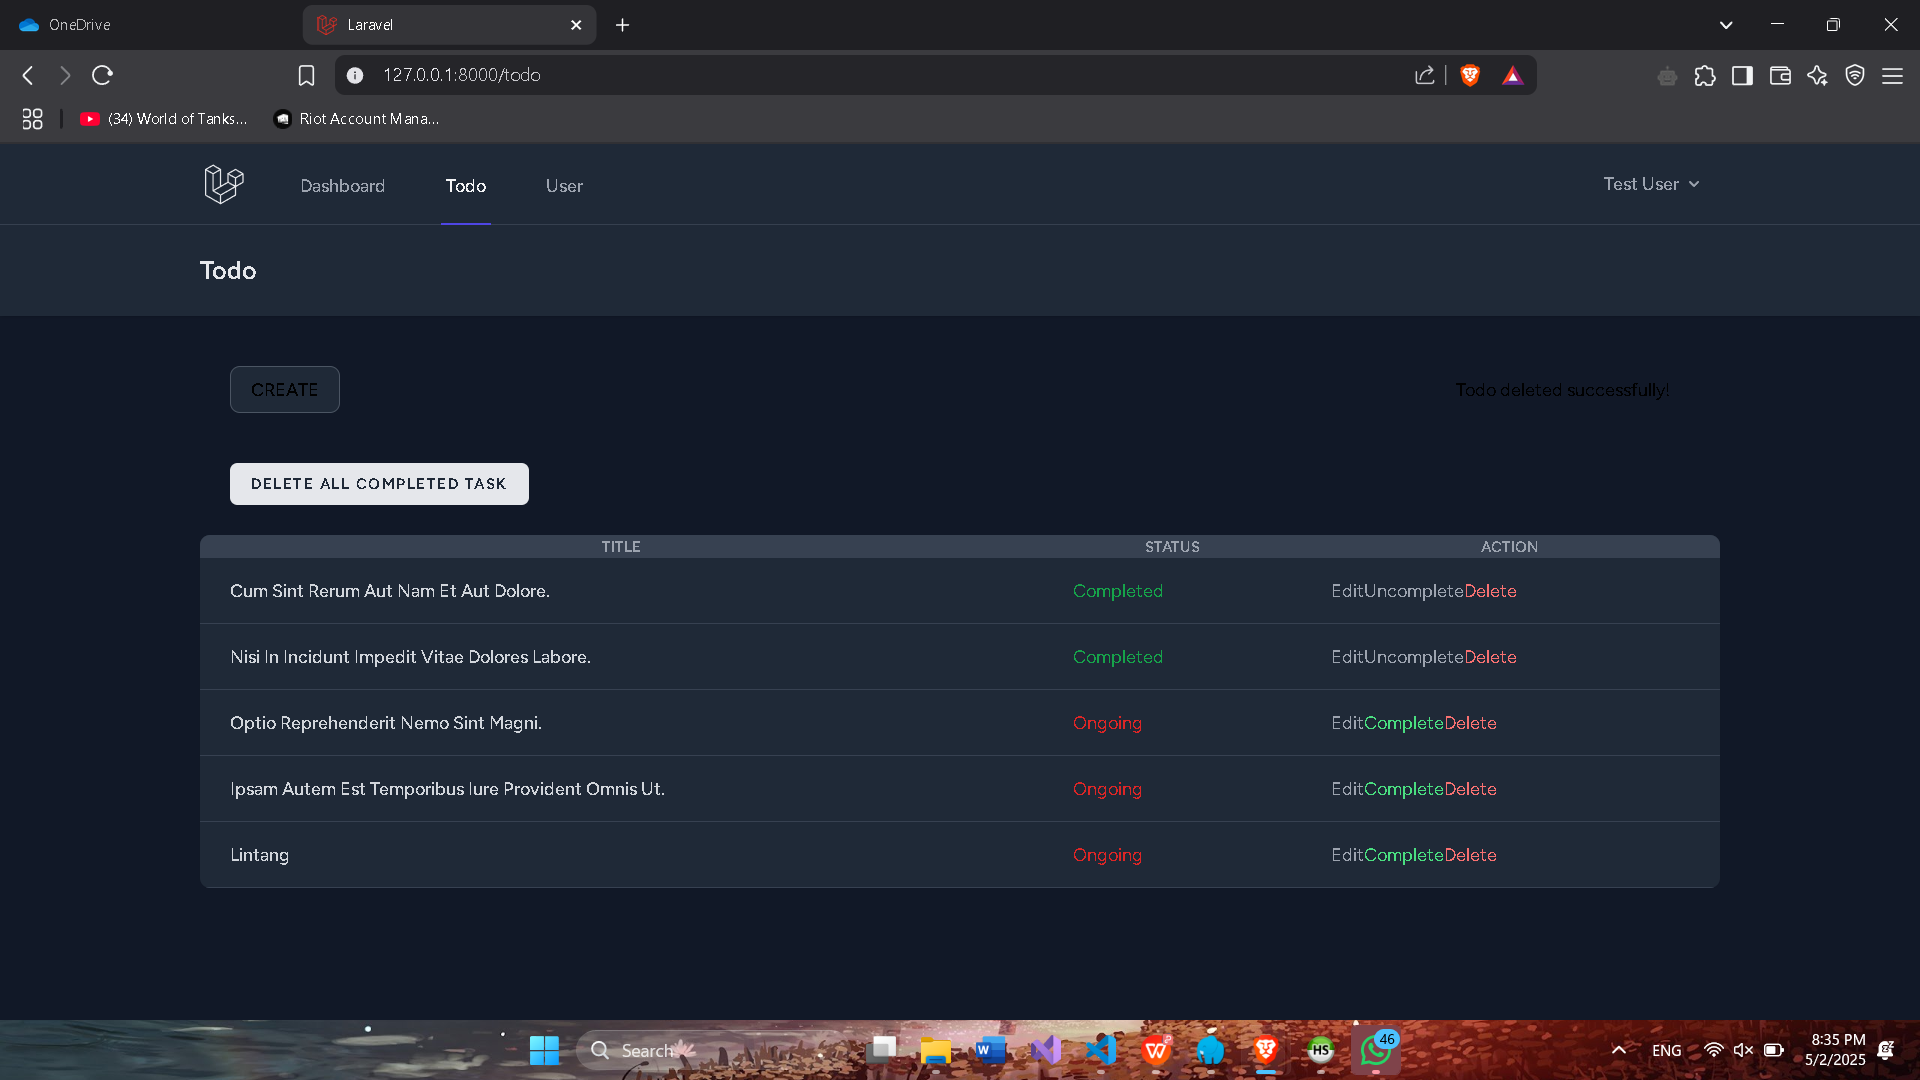 OneDrive
Laravel
127.0.0.1:8000/todo
(34) World of Tanks...
Riot Account Mana...
Dashboard
Todo
User
Test User
Todo
CREATE
Todo deleted successfully!
DELETE ALL COMPLETED TASK
TITLE STATUS ACTION
Cum Sint Rerum Aut Nam Et Aut Dolore. Completed EditUncompleteDelete
Nisi In Incidunt Impedit Vitae Dolores Labore. Completed EditUncompleteDelete
Optio Reprehenderit Nemo Sint Magni. Ongoing EditCompleteDelete
Ipsam Autem Est Temporibus Iure Provident Omnis Ut. Ongoing EditCompleteDelete
Lintang Ongoing EditCompleteDelete
Search
W
HS
46
ENG
8:35 PM
5/2/2025